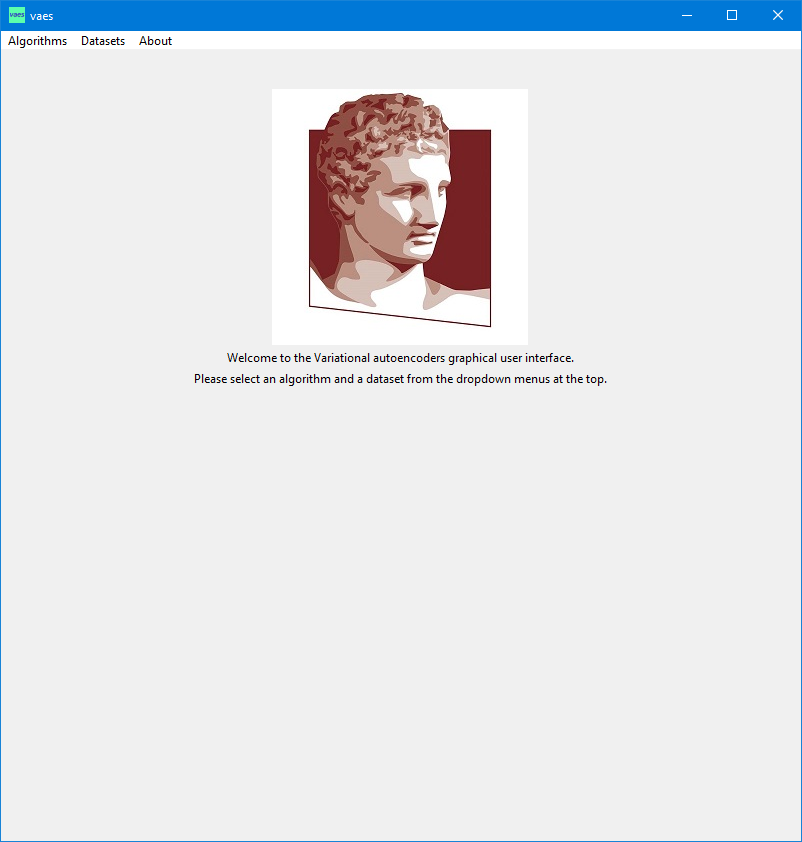 vaes vaes
Algorithms Datasets About
Welcome to the Variational autoencoders graphical user interface.
Please select an algorithm and a dataset from the dropdown menus at the top.